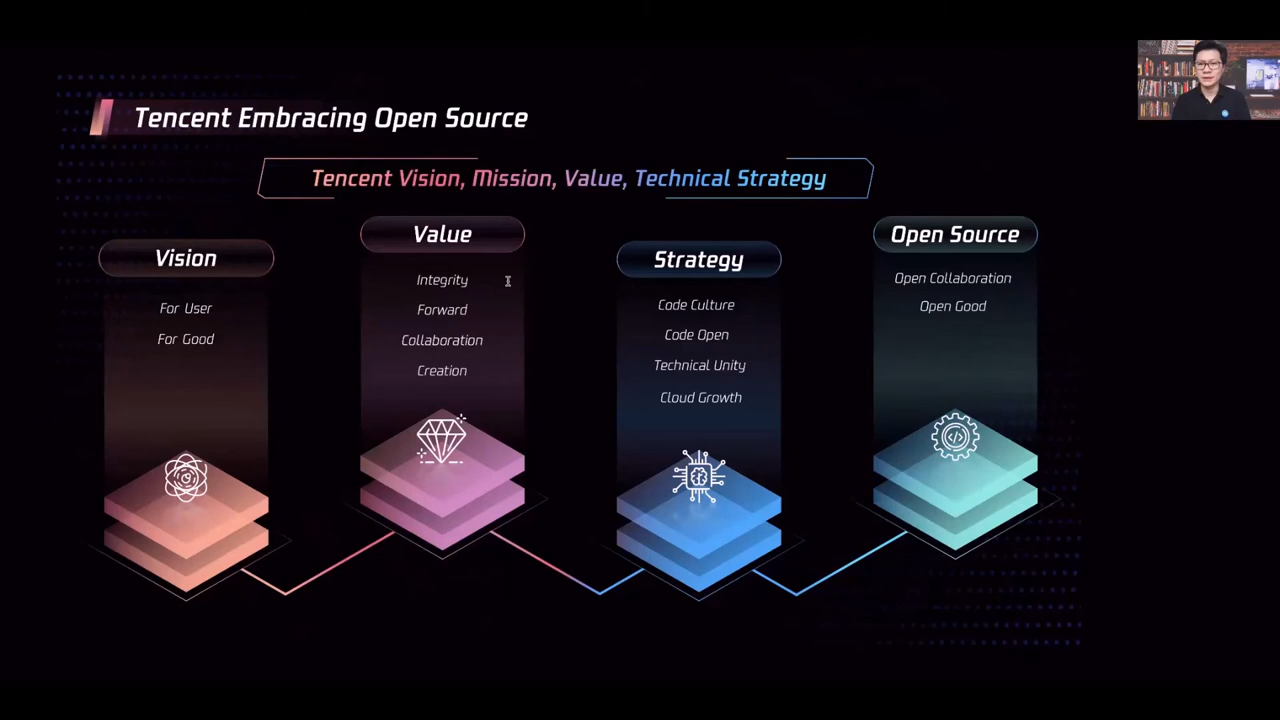 Tencent Embracing Open Source
Tencent Vision, Mission, Value, Technical Strategy
Vision
For User
For Good
Value
Integrity
Forward
Collaboration
Creation
Strategy
Code Culture
Code Open
Technical Unity
Cloud Growth
Open Source
Open Collaboration
Open Good